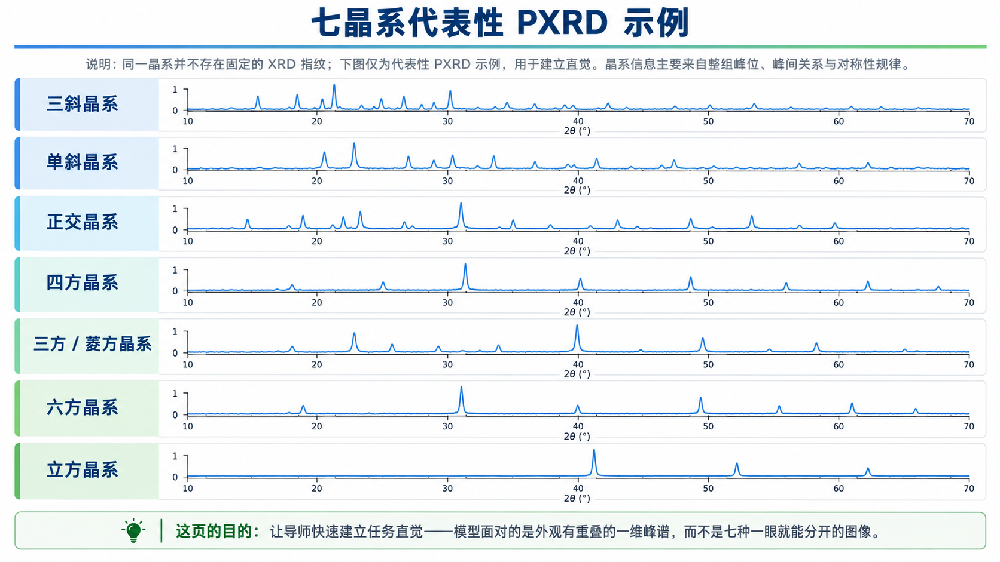 七晶系代表性 PXRD 示例
说明：同一晶系并不存在固定的 XRD 指纹；下图仅为代表性 PXRD 示例，用于建立直觉。晶系信息主要来自整组峰位、峰间关系与对称性规律。
三斜晶系
1
0
10 20 30 40 50 60 70
2θ (°)
单斜晶系
1
0
10 20 30 40 50 60 70
2θ (°)
正交晶系
1
0
10 20 30 40 50 60 70
2θ (°)
四方晶系
1
0
10 20 30 40 50 60 70
2θ (°)
三方 / 菱方晶系
1
0
10 20 30 40 50 60 70
2θ (°)
六方晶系
1
0
10 20 30 40 50 60 70
2θ (°)
立方晶系
1
0
10 20 30 40 50 60 70
2θ (°)
这页的目的：让导师快速建立任务直觉——模型面对的是外观有重叠的一维峰谱，而不是七种一眼就能分开的图像。